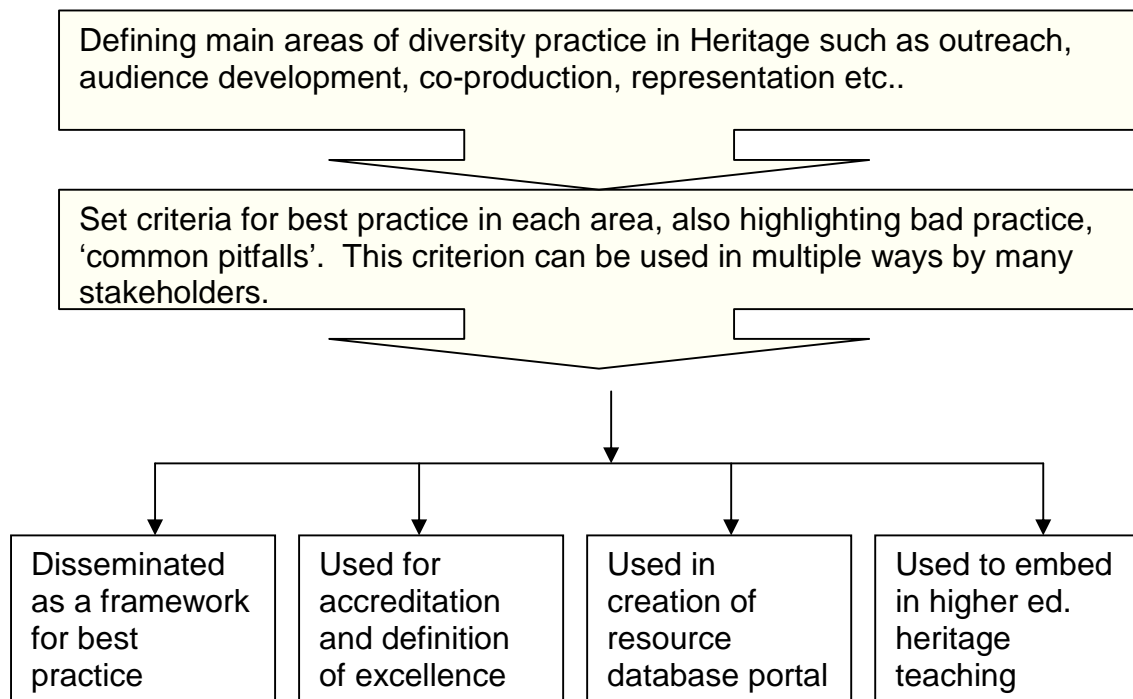 Defining main areas of diversity practice in Heritage such as outreach,
audience development, co-production, representation etc..
Set criteria for best practice in each area, also highlighting bad practice,
‘common pitfalls’.  This criterion can be used in multiple ways by many
stakeholders.
Disseminated
as a framework
for best
practice
Used for
accreditation
and definition
of excellence
Used in
creation of
resource
database portal
Used to embed
in higher ed.
heritage
teaching